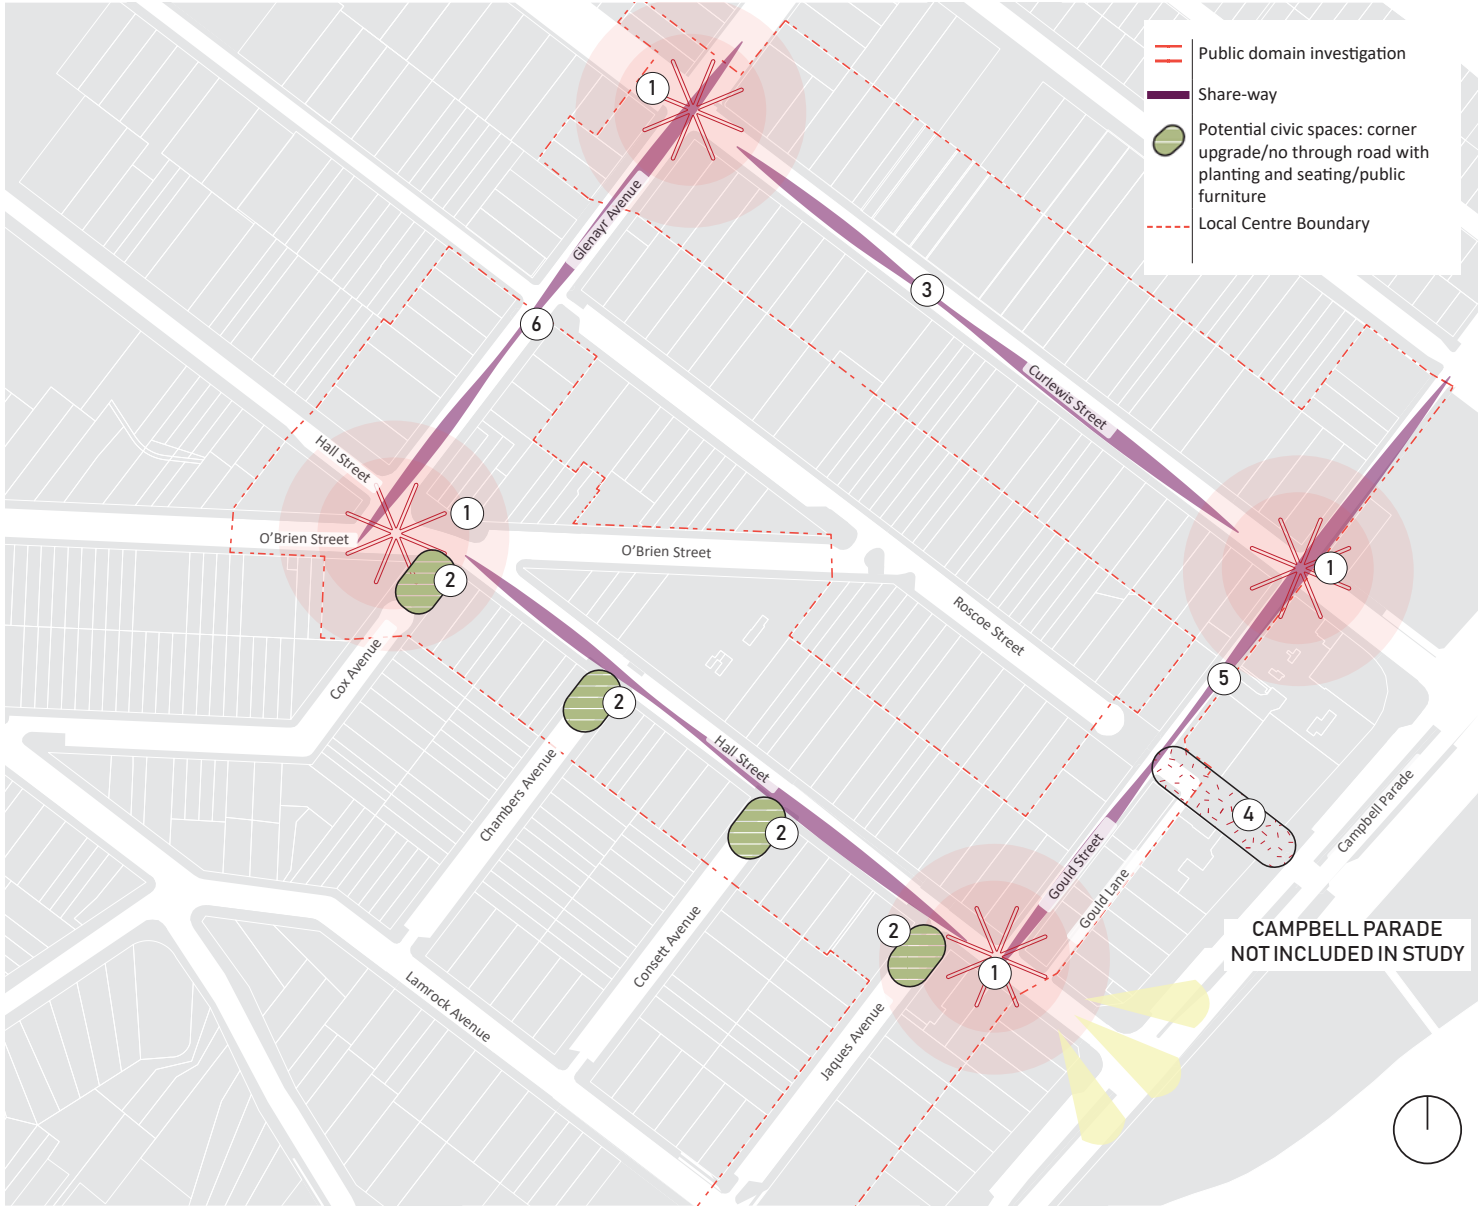 Public domain investigation
Share-way
Potential civic spaces: corner
upgrade/no through road with
planting and seating/public
furniture
Local Centre Boundary
1
Glenayr Avenue
3
6
Curlewis Street
Hall Street
1
O'Brien Street
O'Brien Street
2
1
Roscoe Street
Cox Avenue
5
2
Hall Street
Chambers Avenue
4
Campbell Parade
2
Gould Street
Gould Lane
CAMPBELL PARADE
NOT INCLUDED IN STUDY
2
Consett Avenue
1
Lamrock Avenue
Jaques Avenue